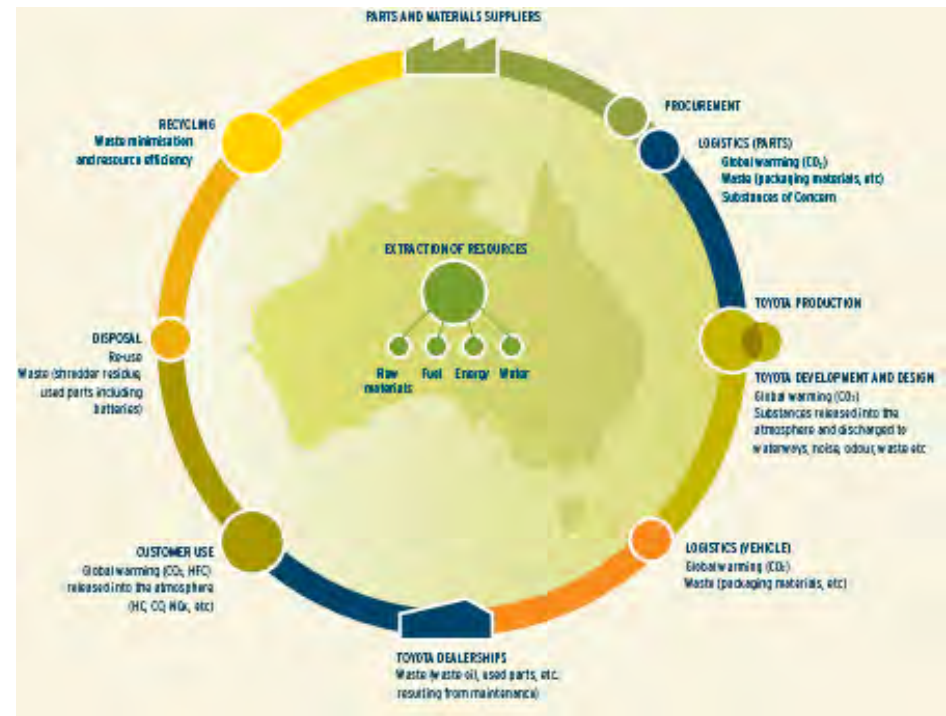 PARTS AND MATERIALS SUPPLIERS
PROCUREMENT
LOGISTICS (PARTS)
Global warming (CO₂)
Waste (packaging materials, etc)
Substances of Concern
TOYOTA PRODUCTION
TOYOTA DEVELOPMENT AND DESIGN
Global warming (CO₂)
Substances released into the
atmosphere and discharged to
waterways, noise, odour, waste etc
LOGISTICS (VEHICLE)
Global warming (CO₂)
Waste (packaging materials, etc)
TOYOTA DEALERSHIPS
Waste (waste oil, used parts, etc.
resulting from maintenance)
CUSTOMER USE
Global warming (CO₂, HFC)
released into the atmosphere
(HC, CO, NOx, etc)
DISPOSAL
Re-use
Waste (shredder residue,
used parts including
batteries)
RECYCLING
Waste minimisation
and resource efficiency
EXTRACTION OF RESOURCES
Raw
materials
Fuel
Energy
Water